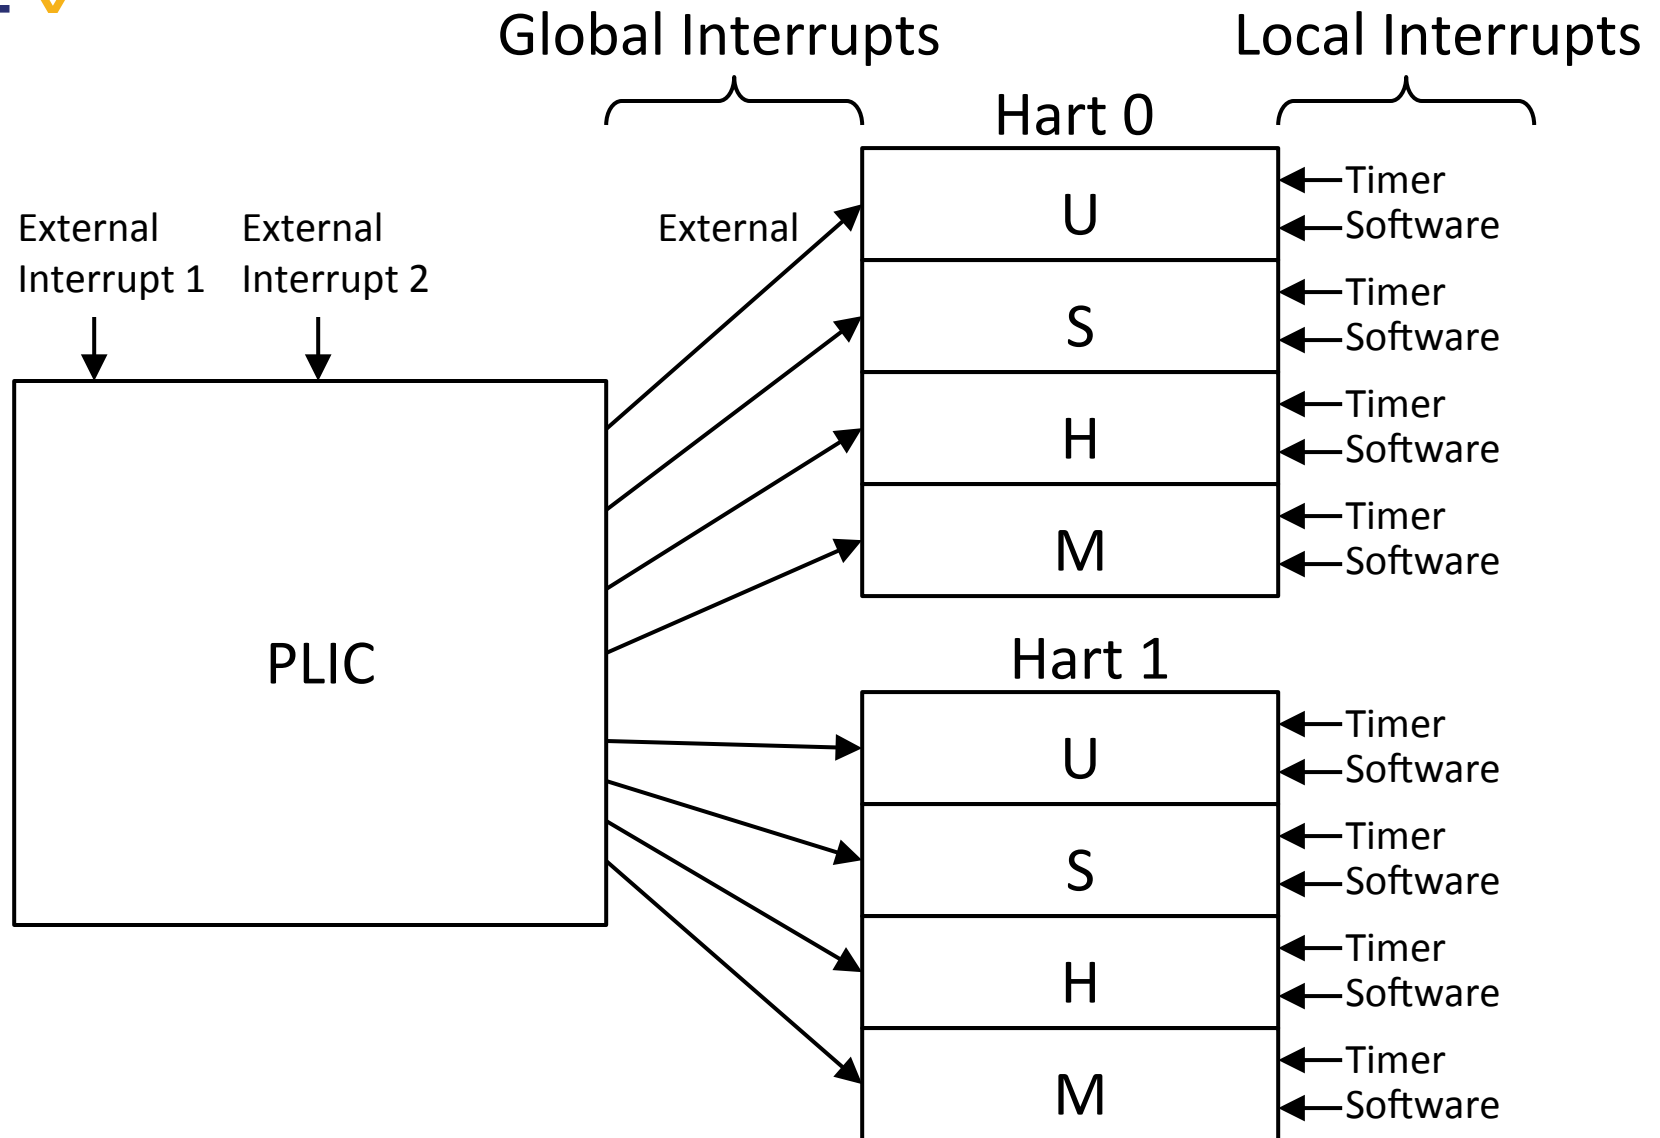 Global Interrupts
Local Interrupts
Hart 0
External
Interrupt 1
External
Interrupt 2
External
U
Timer
Software
S
Timer
Software
H
Timer
Software
M
Timer
Software
PLIC
Hart 1
U
Timer
Software
S
Timer
Software
H
Timer
Software
M
Timer
Software